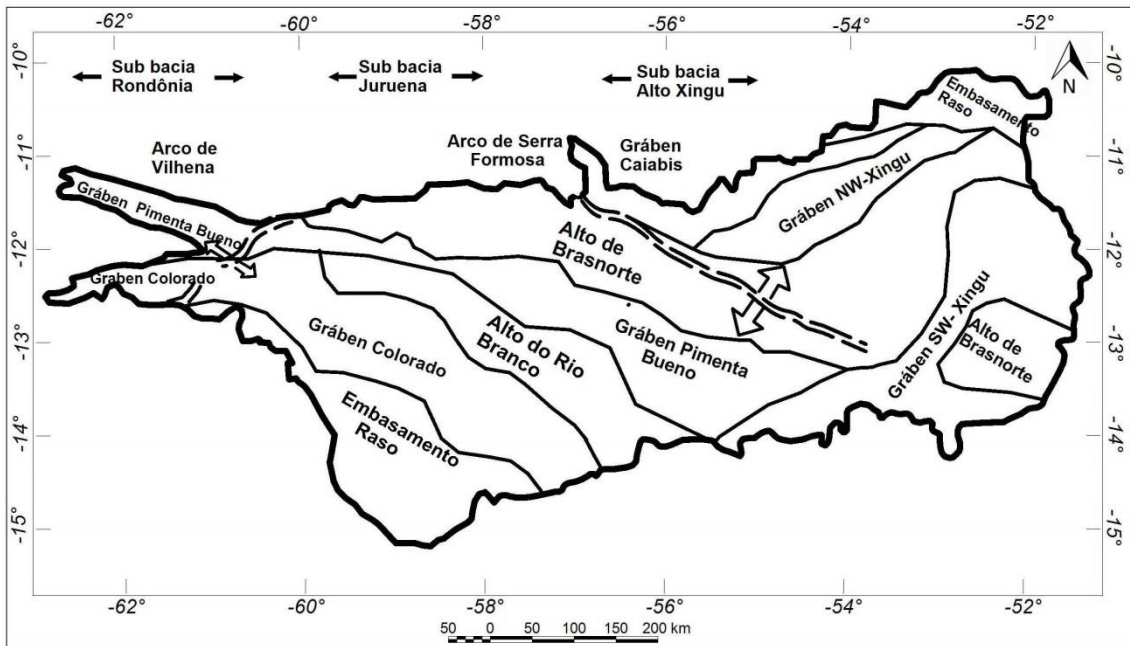 -62° -60° -58° -56° -54° -52°
-10° -10°
Sub bacia
Rondônia
Sub bacia
Juruena
Sub bacia
Alto Xingu
N
Embasamento
Raso
-11° -11°
Arco de
Vilhena
Arco de Serra
Formosa
Gráben
Caiabis
Gráben Pimenta Bueno
Gráben NW-Xingu
-12° -12°
Alto de
Brasnorte
Graben Colorado
-13° -13°
Gráben Colorado
Alto do Rio
Branco
Gráben Pimenta
Bueno
Gráben SW- Xingu
Alto de
Brasnorte
Embasamento
Raso
-14° -14°
-15° -15°
-62° -60° -58° -56° -54° -52°
50 0 50 100 150 200 km